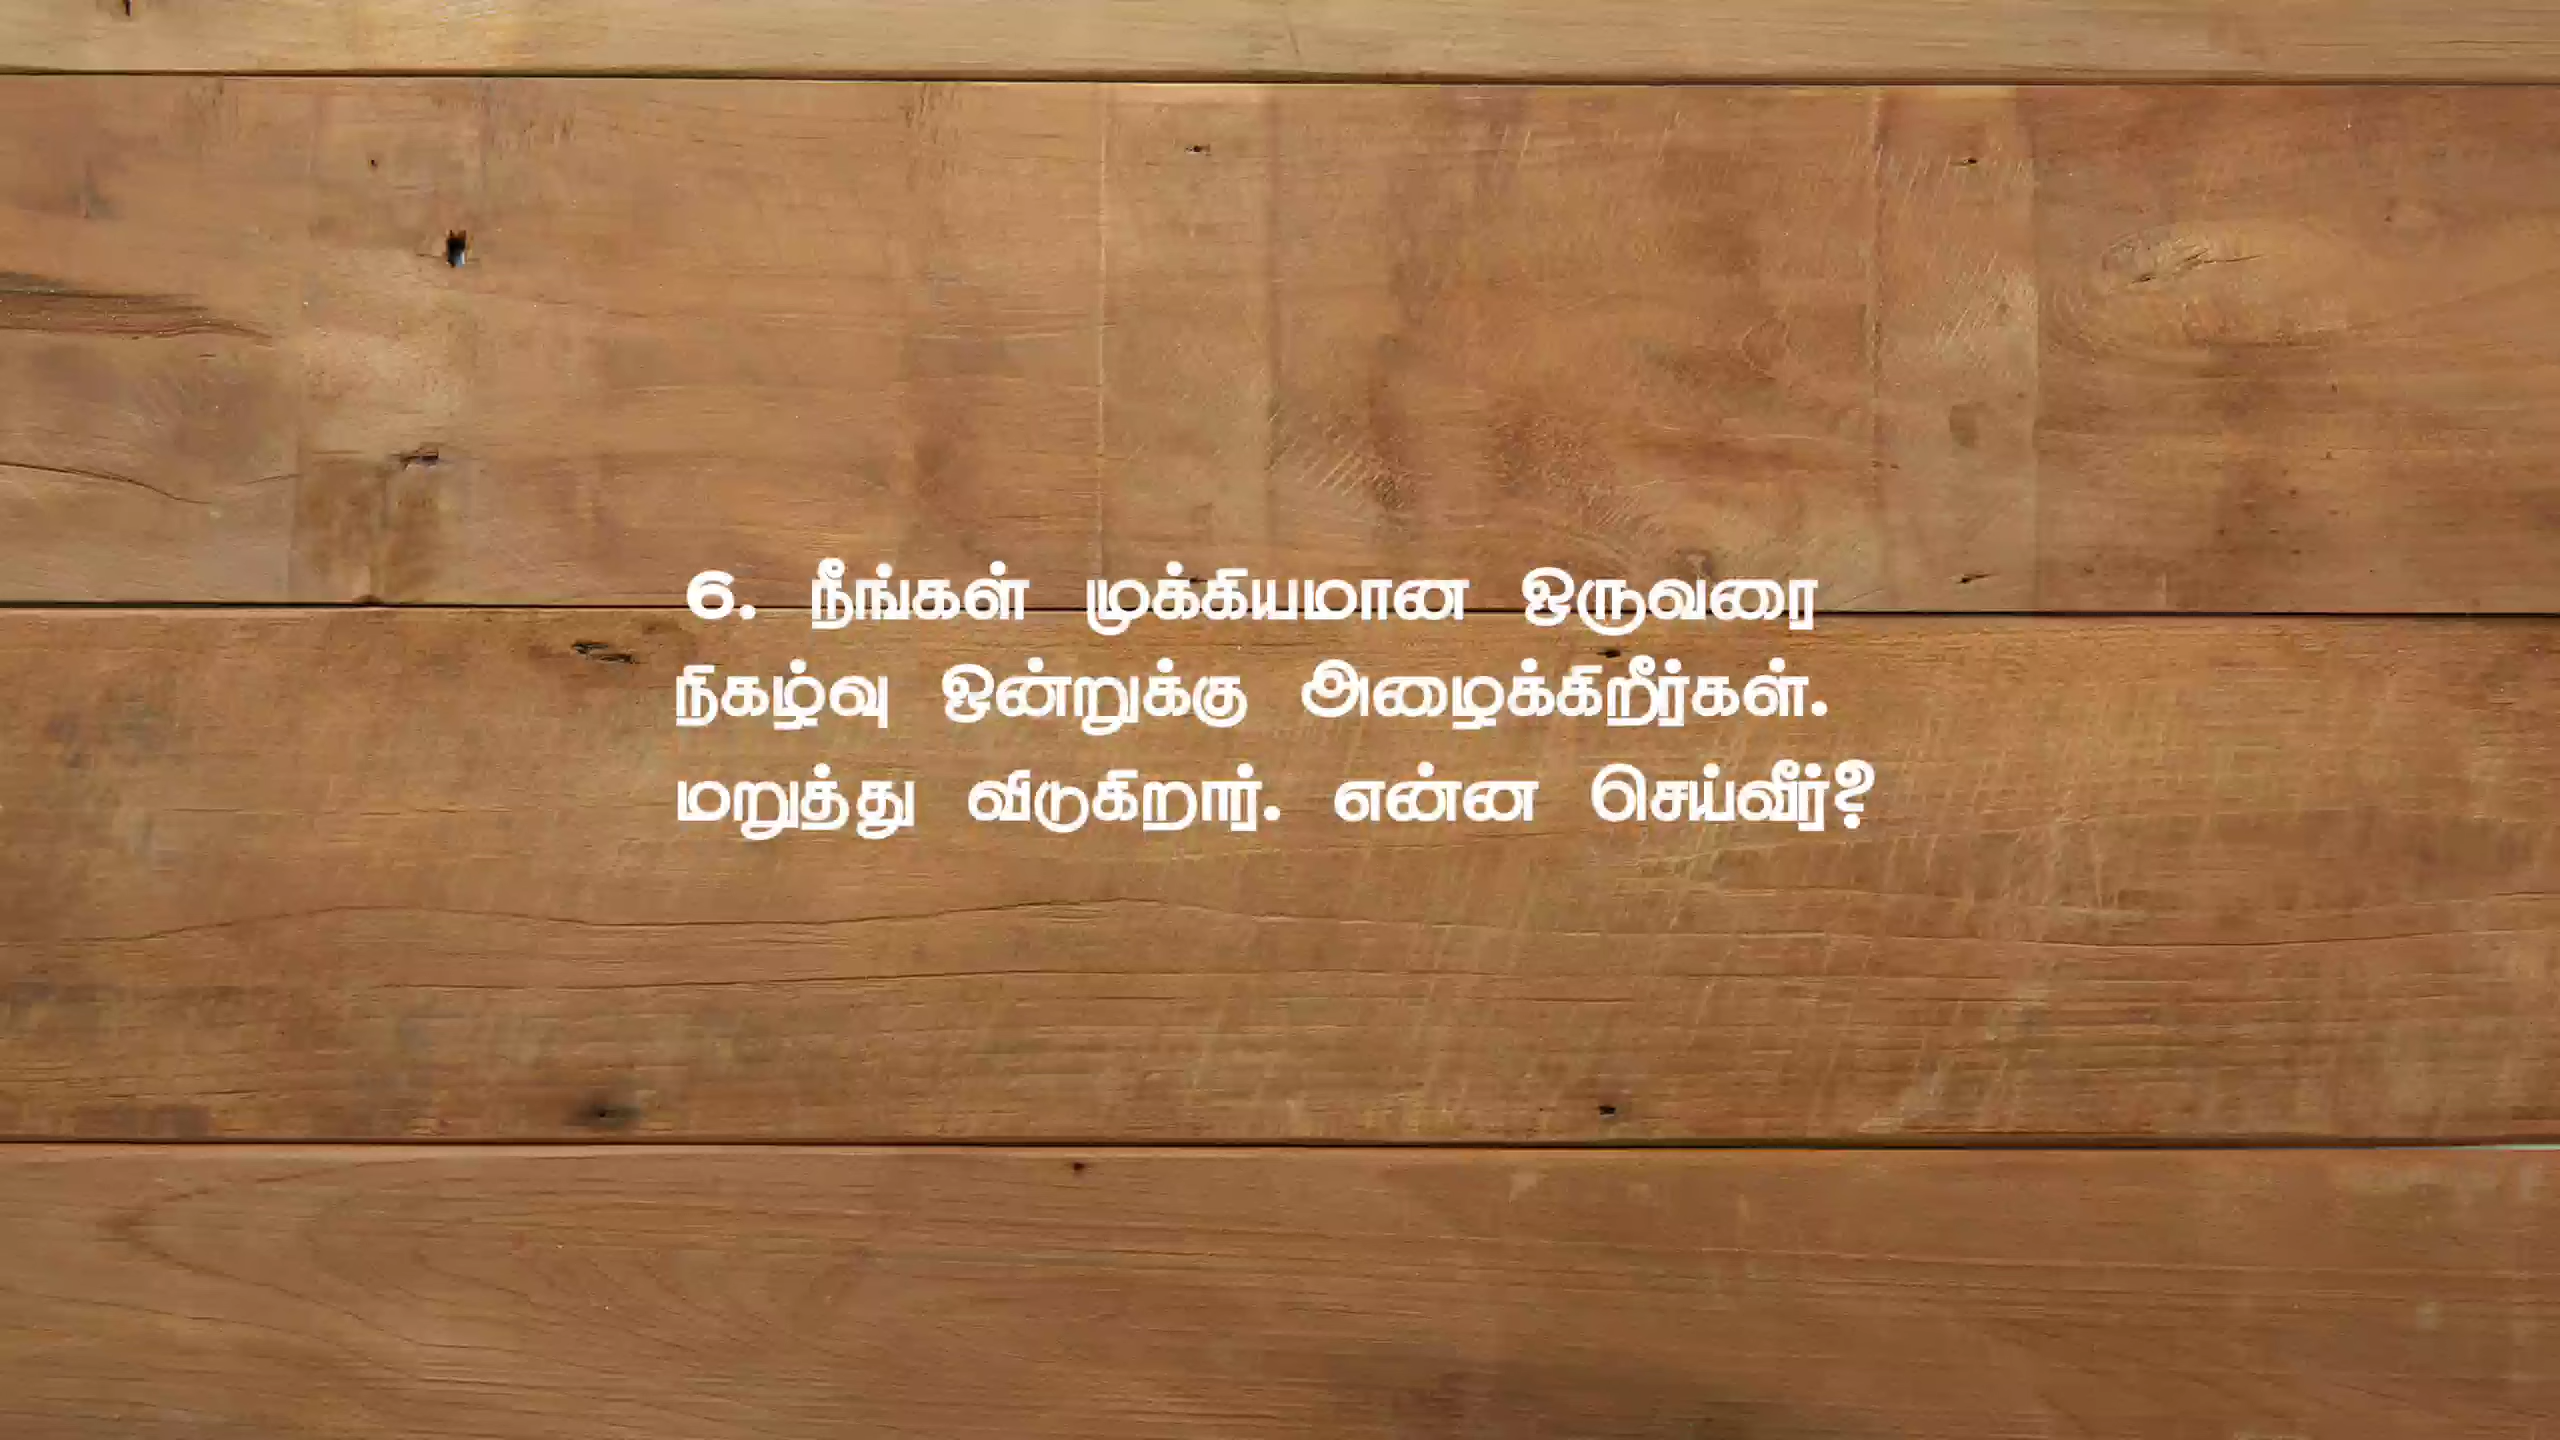 6. நீங்கள் முக்கியமான ஒருவரை
நிகழ்வு ஒன்றுக்கு அழைக்கிறீர்கள்.
மறுத்து விடுகிறார். என்ன செய்வீர்?